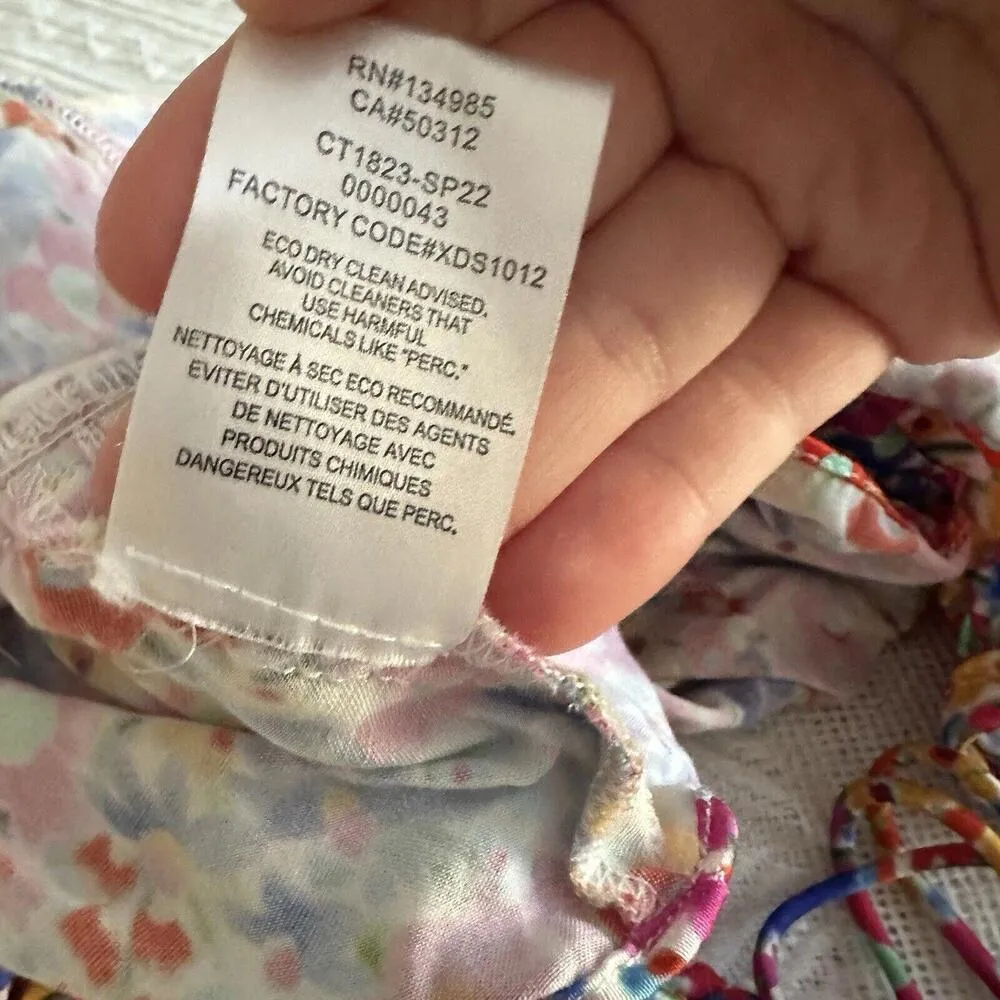 RN#134985
CA#50312
CT1823-SP22
0000043
FACTORY CODE#XDS1012
ECO DRY CLEAN ADVISED.
AVOID CLEANERS THAT
USE HARMFUL
CHEMICALS LIKE "PERC."
NETTOYAGE À SEC ECO RECOMMANDÉ.
EVITER D'UTILISER DES AGENTS
DE NETTOYAGE AVEC
PRODUITS CHIMIQUES
DANGEREUX TELS QUE PERC.